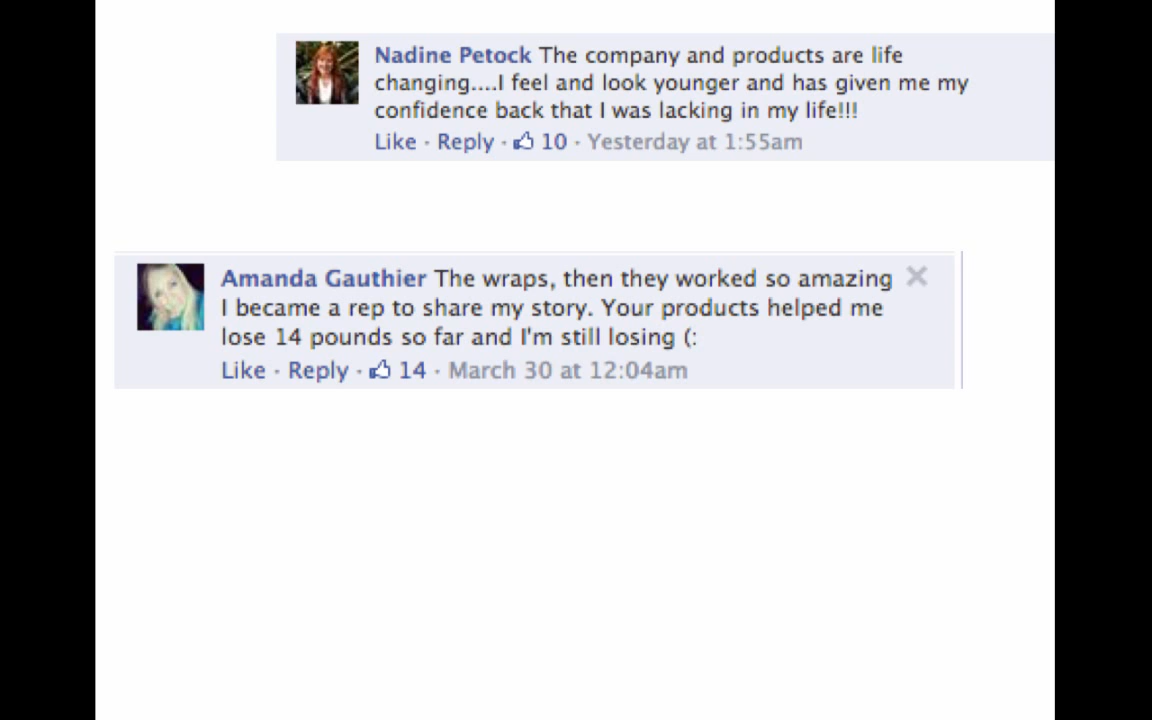 Nadine Petock The company and products are life
changing....I feel and look younger and has given me my
confidence back that I was lacking in my life!!!
Like · Reply · 10 · Yesterday at 1:55am
Amanda Gauthier The wraps, then they worked so amazing
I became a rep to share my story. Your products helped me
lose 14 pounds so far and I'm still losing (:
Like · Reply · 14 · March 30 at 12:04am